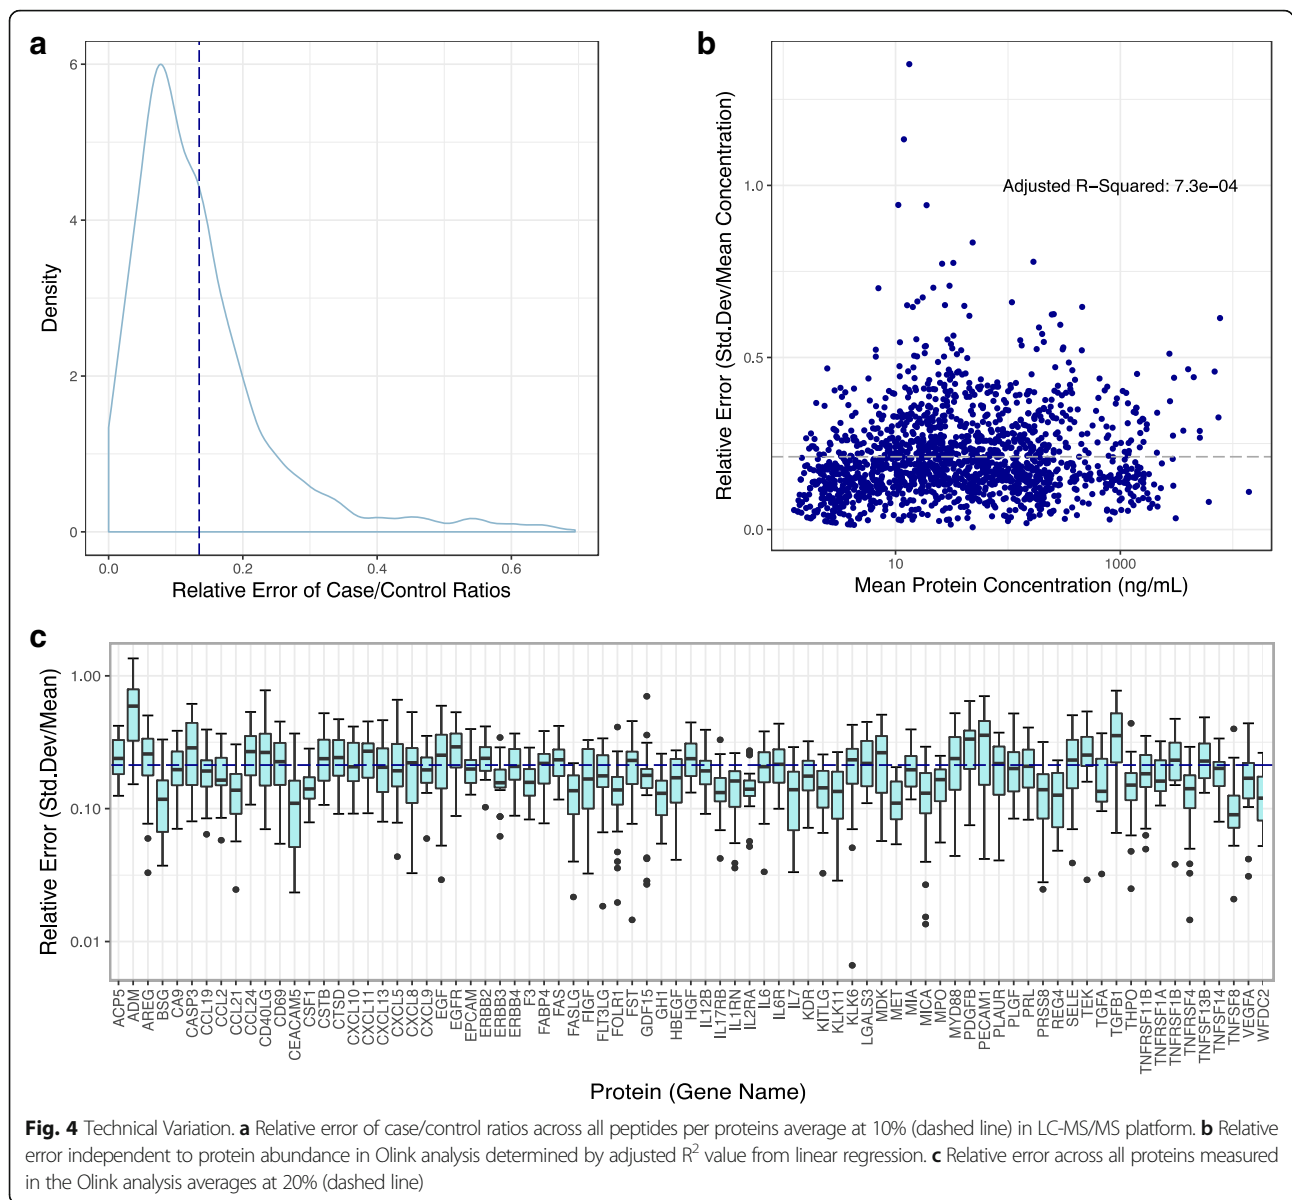 a
6
4
2
0
Density
0.0 0.2 0.4 0.6
Relative Error of Case/Control Ratios
b
1.0
0.5
0.0
Relative Error (Std.Dev/Mean Concentration)
Adjusted R−Squared: 7.3e−04
10 1000
Mean Protein Concentration (ng/mL)
c
1.00
0.10
0.01
Relative Error (Std.Dev/Mean)
ACP5
ADM
AREG
BSG
CA9
CASP3
CCL19
CCL2
CCL21
CCL24
CD40LG
CD69
CEACAM5
CSF1
CSTB
CTSD
CXCL10
CXCL11
CXCL13
CXCL5
CXCL8
CXCL9
EGF
EGFR
EPCAM
ERBB2
ERBB3
ERBB4
F3
FABP4
FAS
FASLG
FIGF
FLT3LG
FOLR1
FST
GDF15
GH1
HBEGF
HGF
IL12B
IL17RB
IL1RN
IL2RA
IL6
IL6R
IL7
KDR
KITLG
KLK11
KLK6
LGALS3
MDK
MET
MIA
MICA
MPO
MYD88
PDGFB
PECAM1
PLAUR
PLGF
PRL
PRSS8
REG4
SELE
TEK
TGFA
TGFB1
THPO
TNFRSF11B
TNFRSF1A
TNFRSF1B
TNFRSF4
TNFSF13B
TNFSF14
TNFSF8
VEGFA
WFDC2
Protein (Gene Name)
Fig. 4 Technical Variation. a Relative error of case/control ratios across all peptides per proteins average at 10% (dashed line) in LC-MS/MS platform. b Relative
error independent to protein abundance in Olink analysis determined by adjusted R2 value from linear regression. c Relative error across all proteins measured
in the Olink analysis averages at 20% (dashed line)